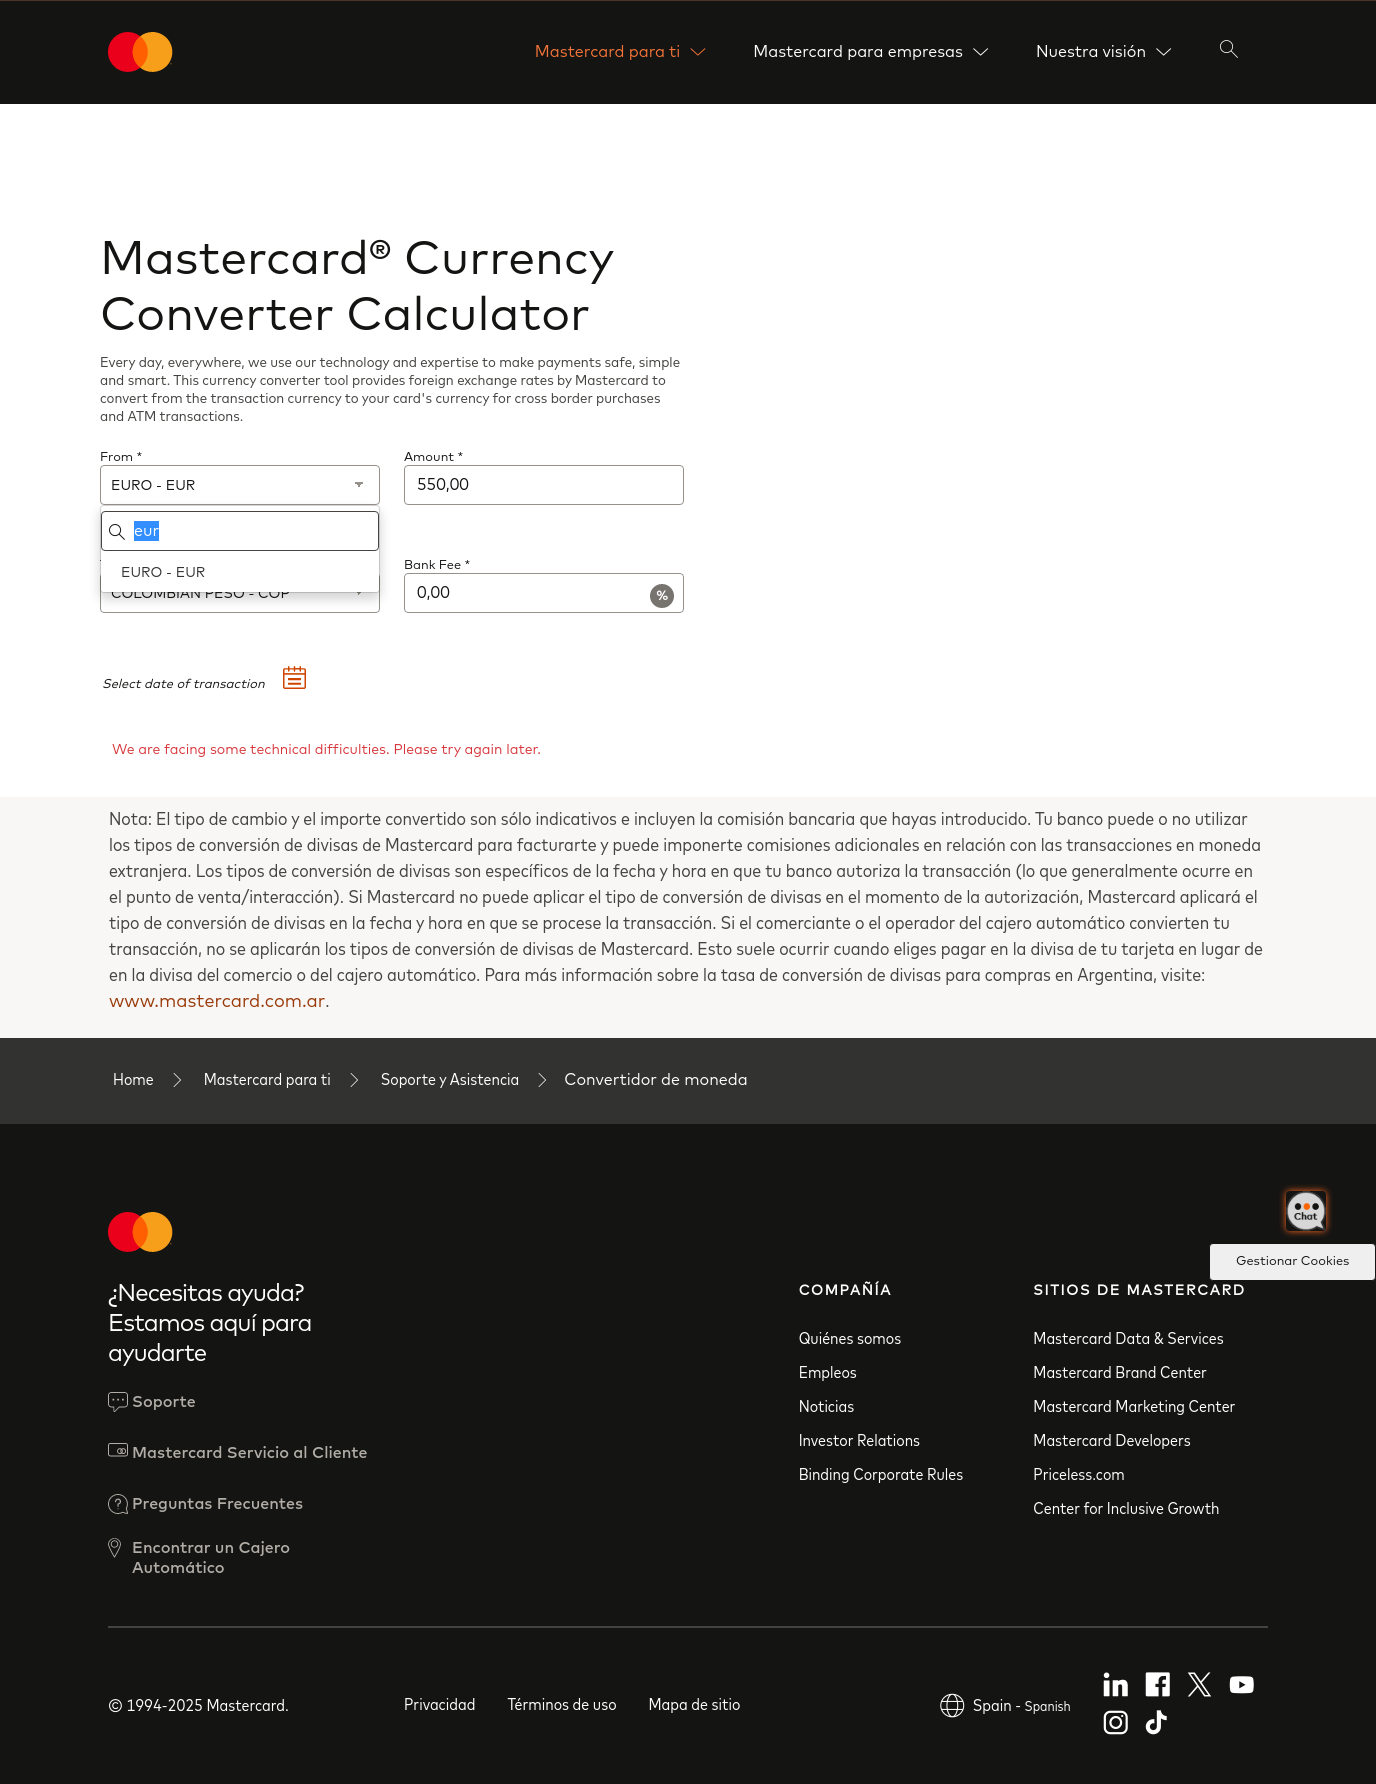 Mastercard para ti
Mastercard para empresas
Nuestra visión
Mastercard® Currency
Converter Calculator
Every day, everywhere, we use our technology and expertise to make payments safe, simple
and smart. This currency converter tool provides foreign exchange rates by Mastercard to
convert from the transaction currency to your card's currency for cross border purchases
and ATM transactions.
From *
Amount *
EURO - EUR
550,00
eur
EURO - EUR
Bank Fee *
COLOMBIAN PESO - COP
0,00
%
Select date of transaction
We are facing some technical difficulties. Please try again later.
Nota: El tipo de cambio y el importe convertido son sólo indicativos e incluyen la comisión bancaria que hayas introducido. Tu banco puede o no utilizar
los tipos de conversión de divisas de Mastercard para facturarte y puede imponerte comisiones adicionales en relación con las transacciones en moneda
extranjera. Los tipos de conversión de divisas son específicos de la fecha y hora en que tu banco autoriza la transacción (lo que generalmente ocurre en
el punto de venta/interacción). Si Mastercard no puede aplicar el tipo de conversión de divisas en el momento de la autorización, Mastercard aplicará el
tipo de conversión de divisas en la fecha y hora en que se procese la transacción. Si el comerciante o el operador del cajero automático convierten tu
transacción, no se aplicarán los tipos de conversión de divisas de Mastercard. Esto suele ocurrir cuando eliges pagar en la divisa de tu tarjeta en lugar de
en la divisa del comercio o del cajero automático. Para más información sobre la tasa de conversión de divisas para compras en Argentina, visite:
www.mastercard.com.ar.
Home
Mastercard para ti
Soporte y Asistencia
Convertidor de moneda
Chat
Gestionar Cookies
¿Necesitas ayuda?
Estamos aquí para
ayudarte
Soporte
Mastercard Servicio al Cliente
Preguntas Frecuentes
Encontrar un Cajero
Automático
COMPAÑÍA
Quiénes somos
Empleos
Noticias
Investor Relations
Binding Corporate Rules
SITIOS DE MASTERCARD
Mastercard Data & Services
Mastercard Brand Center
Mastercard Marketing Center
Mastercard Developers
Priceless.com
Center for Inclusive Growth
© 1994-2025 Mastercard.
Privacidad
Términos de uso
Mapa de sitio
Spain - Spanish